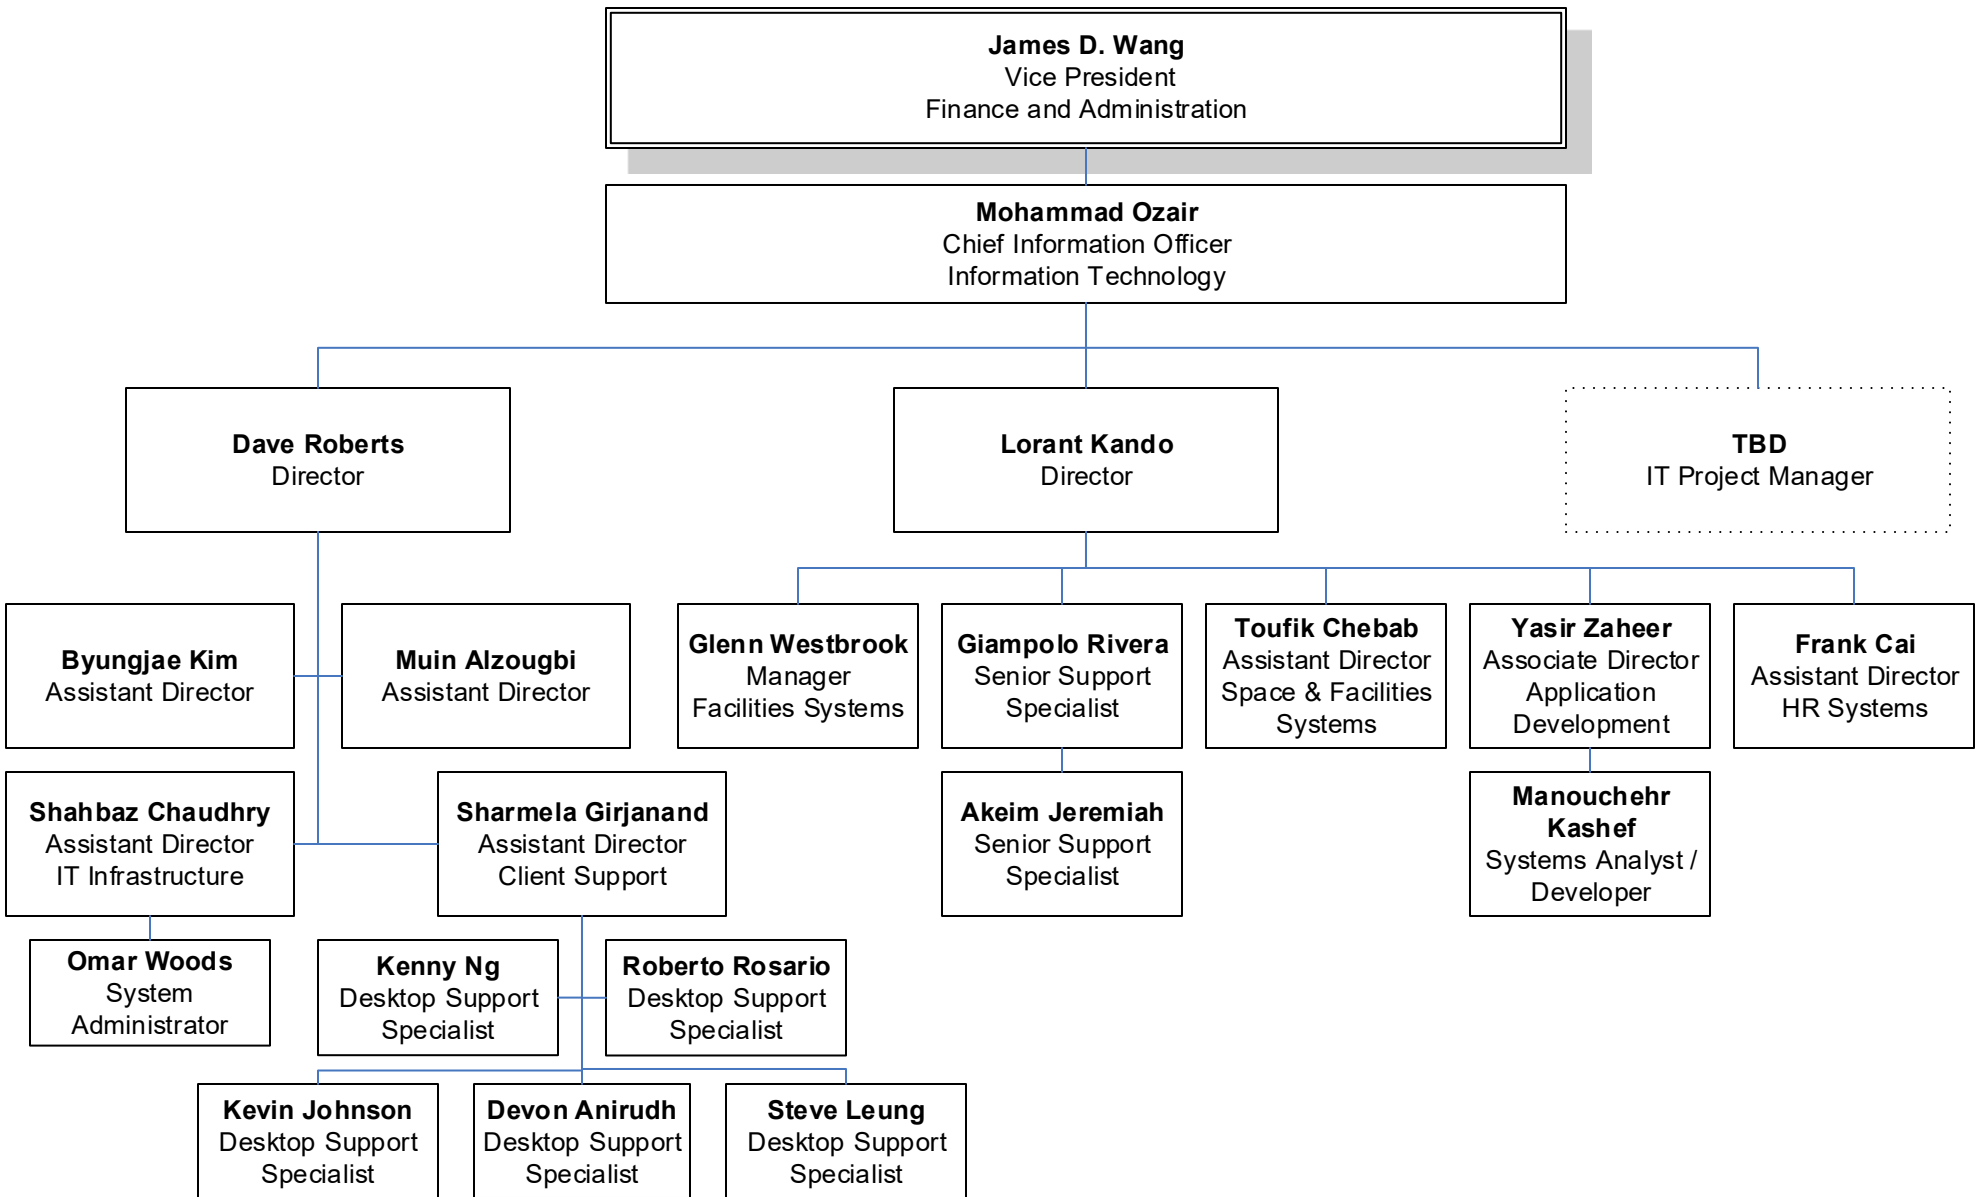 James D. Wang
Vice President
Finance and Administration
Mohammad Ozair
Chief Information Officer
Information Technology
Dave Roberts
Director
Lorant Kando
Director
TBD
IT Project Manager
Byungjae Kim
Assistant Director
Muin Alzougbi
Assistant Director
Glenn Westbrook
Manager
Facilities Systems
Giampolo Rivera
Senior Support
Specialist
Toufik Chebab
Assistant Director
Space & Facilities
Systems
Yasir Zaheer
Associate Director
Application
Development
Frank Cai
Assistant Director
HR Systems
Shahbaz Chaudhry
Assistant Director
IT Infrastructure
Sharmela Girjanand
Assistant Director
Client Support
Akeim Jeremiah
Senior Support
Specialist
Manouchehr
Kashef
Systems Analyst /
Developer
Omar Woods
System
Administrator
Kenny Ng
Desktop Support
Specialist
Roberto Rosario
Desktop Support
Specialist
Kevin Johnson
Desktop Support
Specialist
Devon Anirudh
Desktop Support
Specialist
Steve Leung
Desktop Support
Specialist